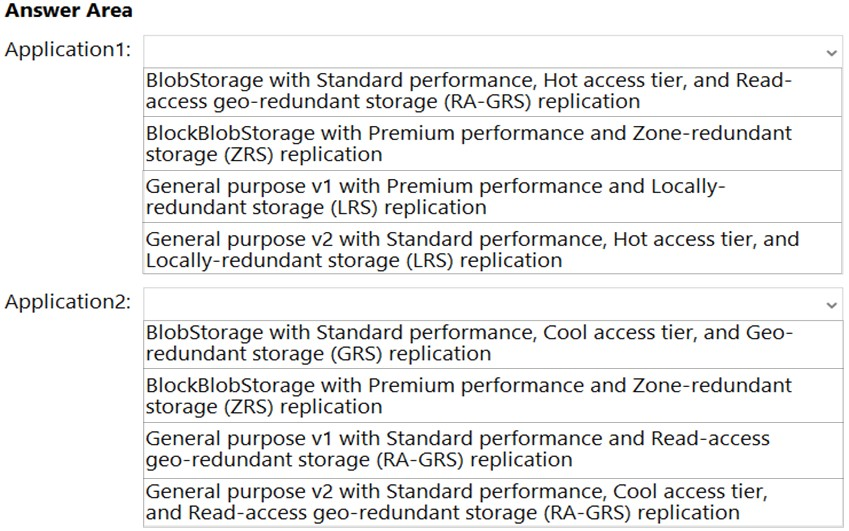 Answer Area
Application1:
BlobStorage with Standard performance, Hot access tier, and Read-
access geo-redundant storage (RA-GRS) replication
BlockBlobStorage with Premium performance and Zone-redundant
storage (ZRS) replication
General purpose v1 with Premium performance and Locally-
redundant storage (LRS) replication
General purpose v2 with Standard performance, Hot access tier, and
Locally-redundant storage (LRS) replication
Application2:
BlobStorage with Standard performance, Cool access tier, and Geo-
redundant storage (GRS) replication
BlockBlobStorage with Premium performance and Zone-redundant
storage (ZRS) replication
General purpose v1 with Standard performance and Read-access
geo-redundant storage (RA-GRS) replication
General purpose v2 with Standard performance, Cool access tier,
and Read-access geo-redundant storage (RA-GRS) replication